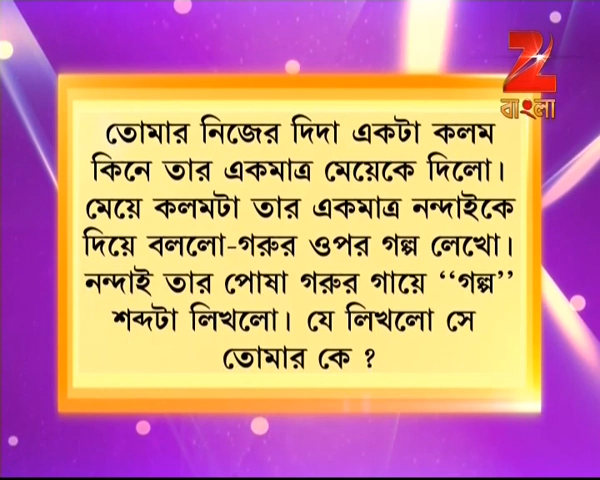 Z
বাংলা
তোমার নিজের দিদা একটা কলম
কিনে তার একমাত্র মেয়েকে দিলো।
মেয়ে কলমটা তার একমাত্র নন্দাইকে
দিয়ে বললো-গরুর ওপর গল্প লেখো।
নন্দাই তার পোষা গরুর গায়ে ‘‘গল্প’’
শব্দটা লিখলো। যে লিখলো সে
তোমার কে ?